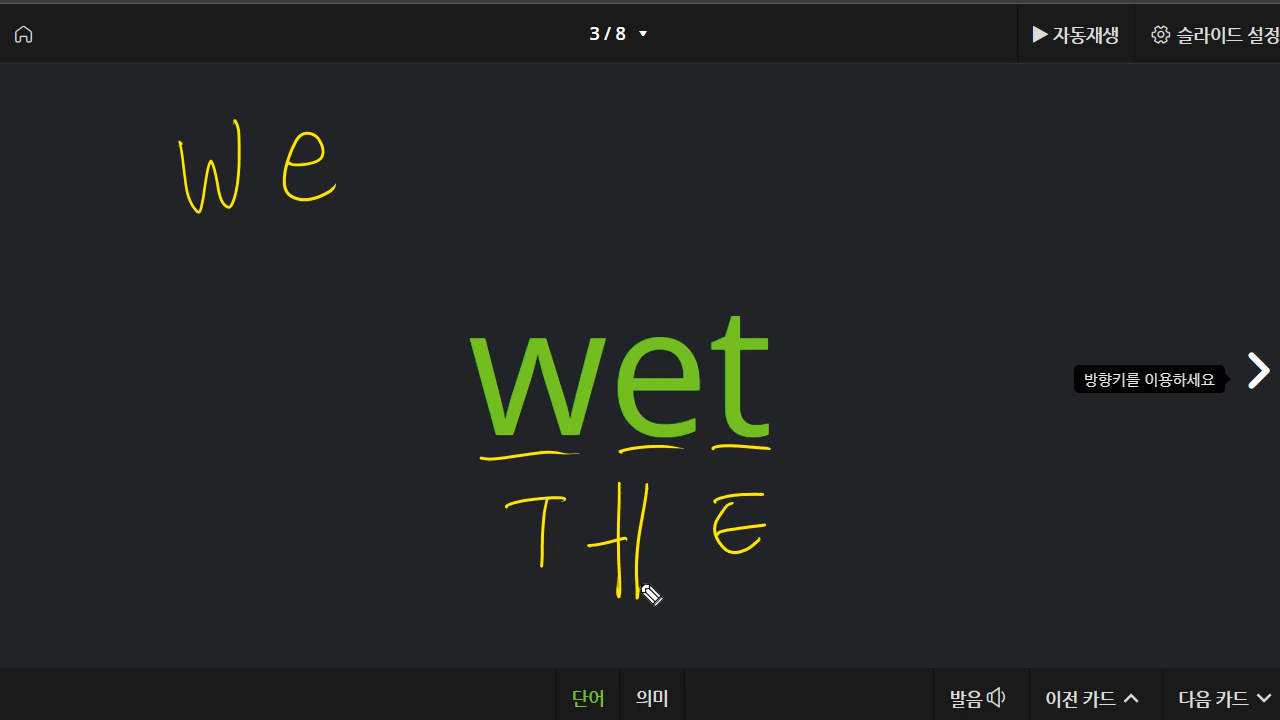 3 / 8
자동재생
슬라이드 설정
w e
wet
방향키를 이용하세요
ㅜ ㅔ ㅌ
단어
의미
발음
이전 카드
다음 카드